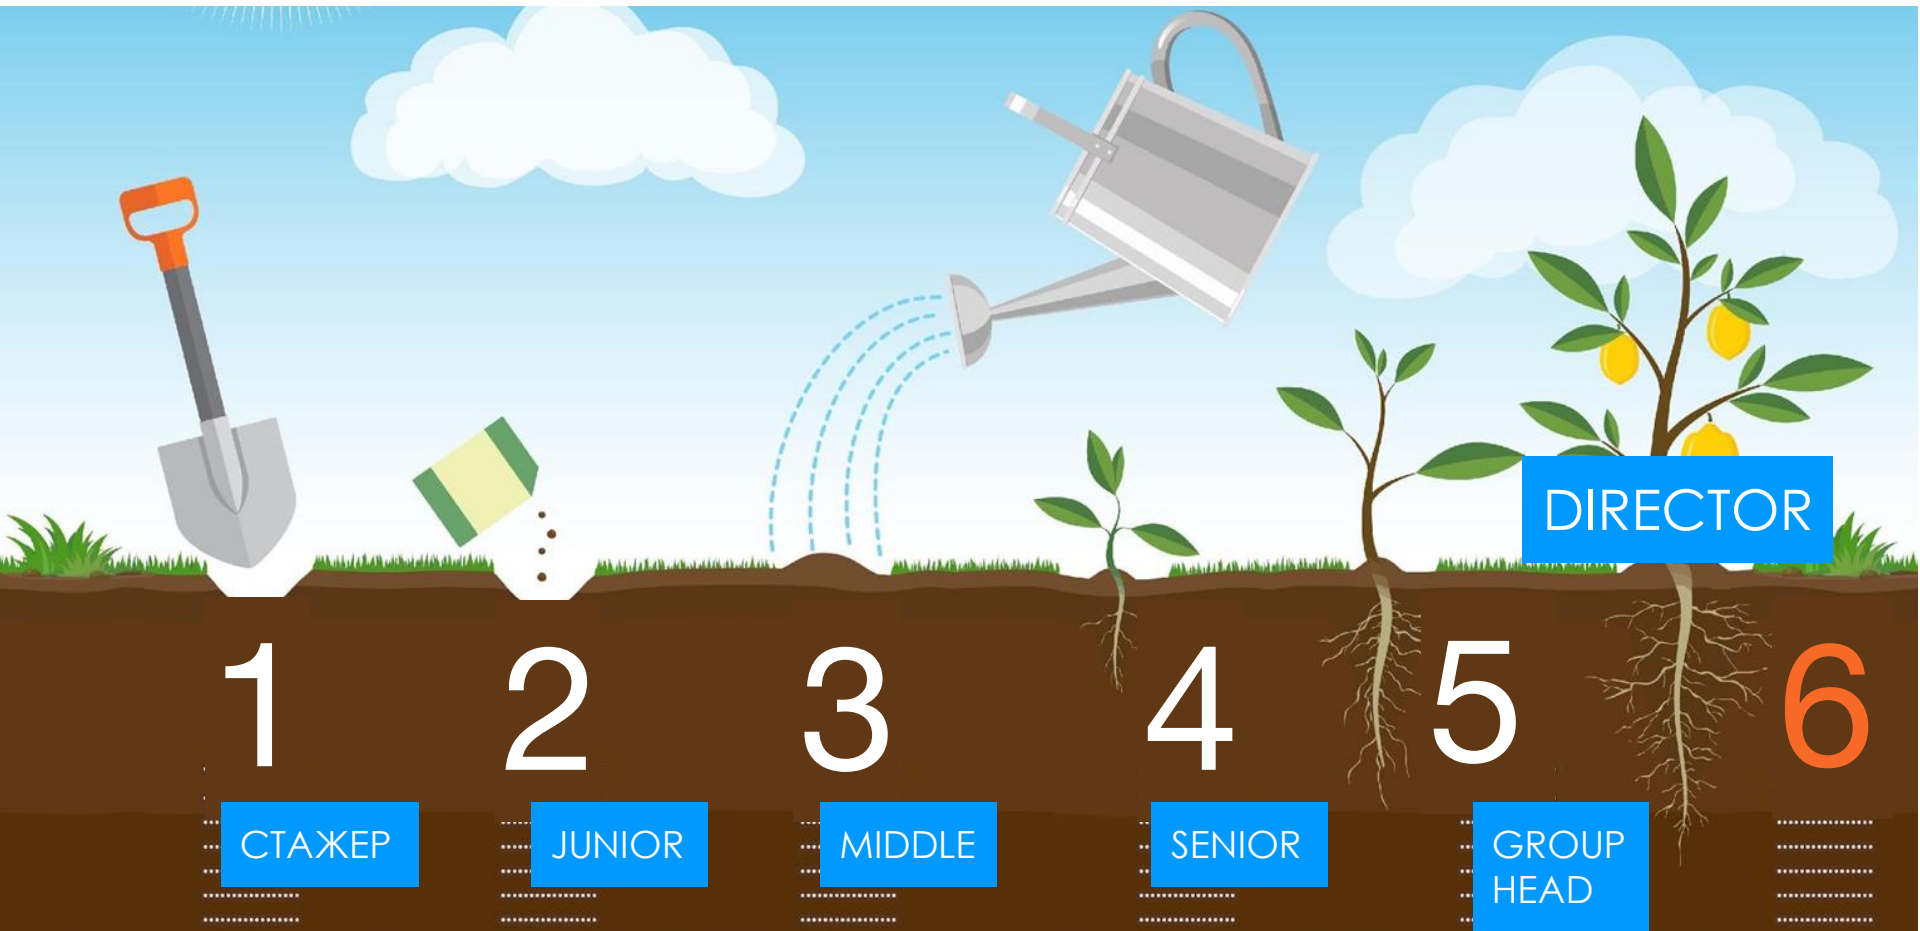 DIRECTOR
1 2 3 4 5 6
СТАЖЕР
JUNIOR
MIDDLE
SENIOR
GROUP
HEAD